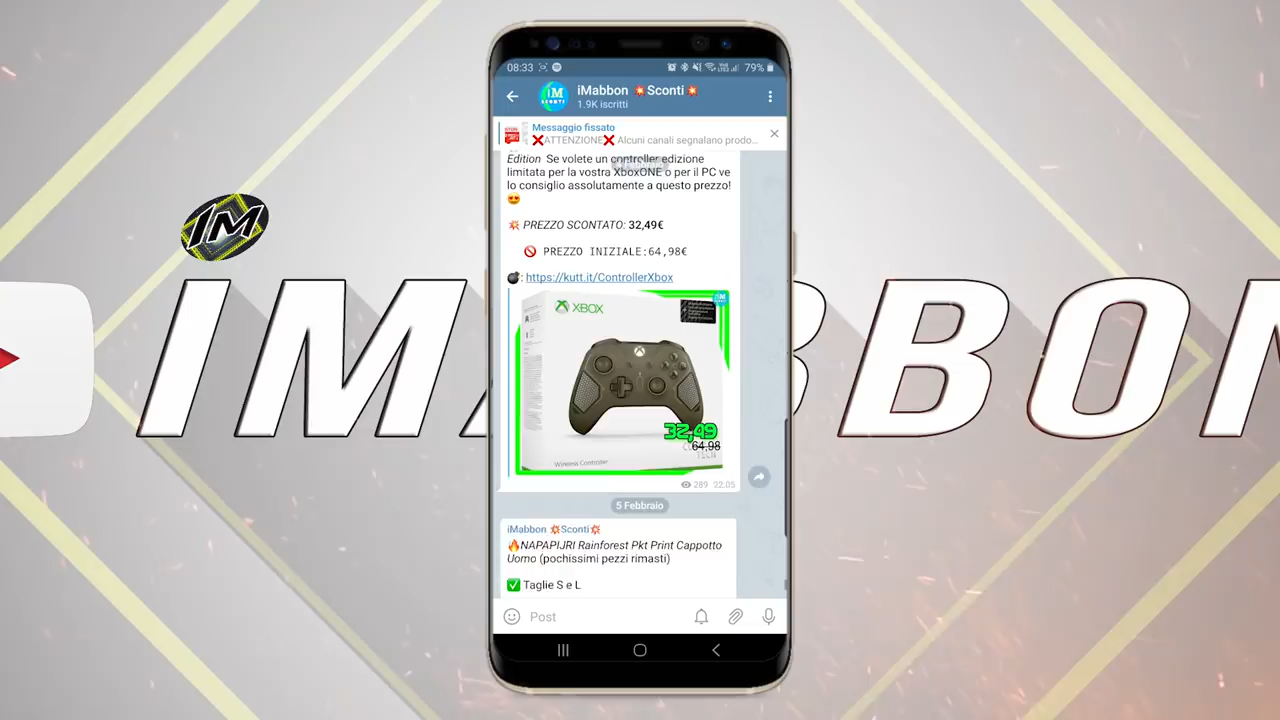 08:33
79%
iMabbon 💥Sconti💥
1.9K iscritti
Messaggio fissato
❌ATTENZIONE❌ Alcuni canali segnalano prodo...
Edition Se volete un controller edizione
limitata per la vostra XboxONE o per il PC ve
lo consiglio assolutamente a questo prezzo!
😍
💥 PREZZO SCONTATO: 32,49€
🚫 PREZZO INIZIALE:64,98€
💣: https://kutt.it/ControllerXbox
XBOX
32,49
64,98
TECH
Wireless Controller
289 22:05
5 Febbraio
iMabbon 💥Sconti💥
🔥NAPAPIJRI Rainforest Pkt Print Cappotto
Uomo (pochissimi pezzi rimasti)
✅ Taglie S e L
Post
iM
SCONTI
IM